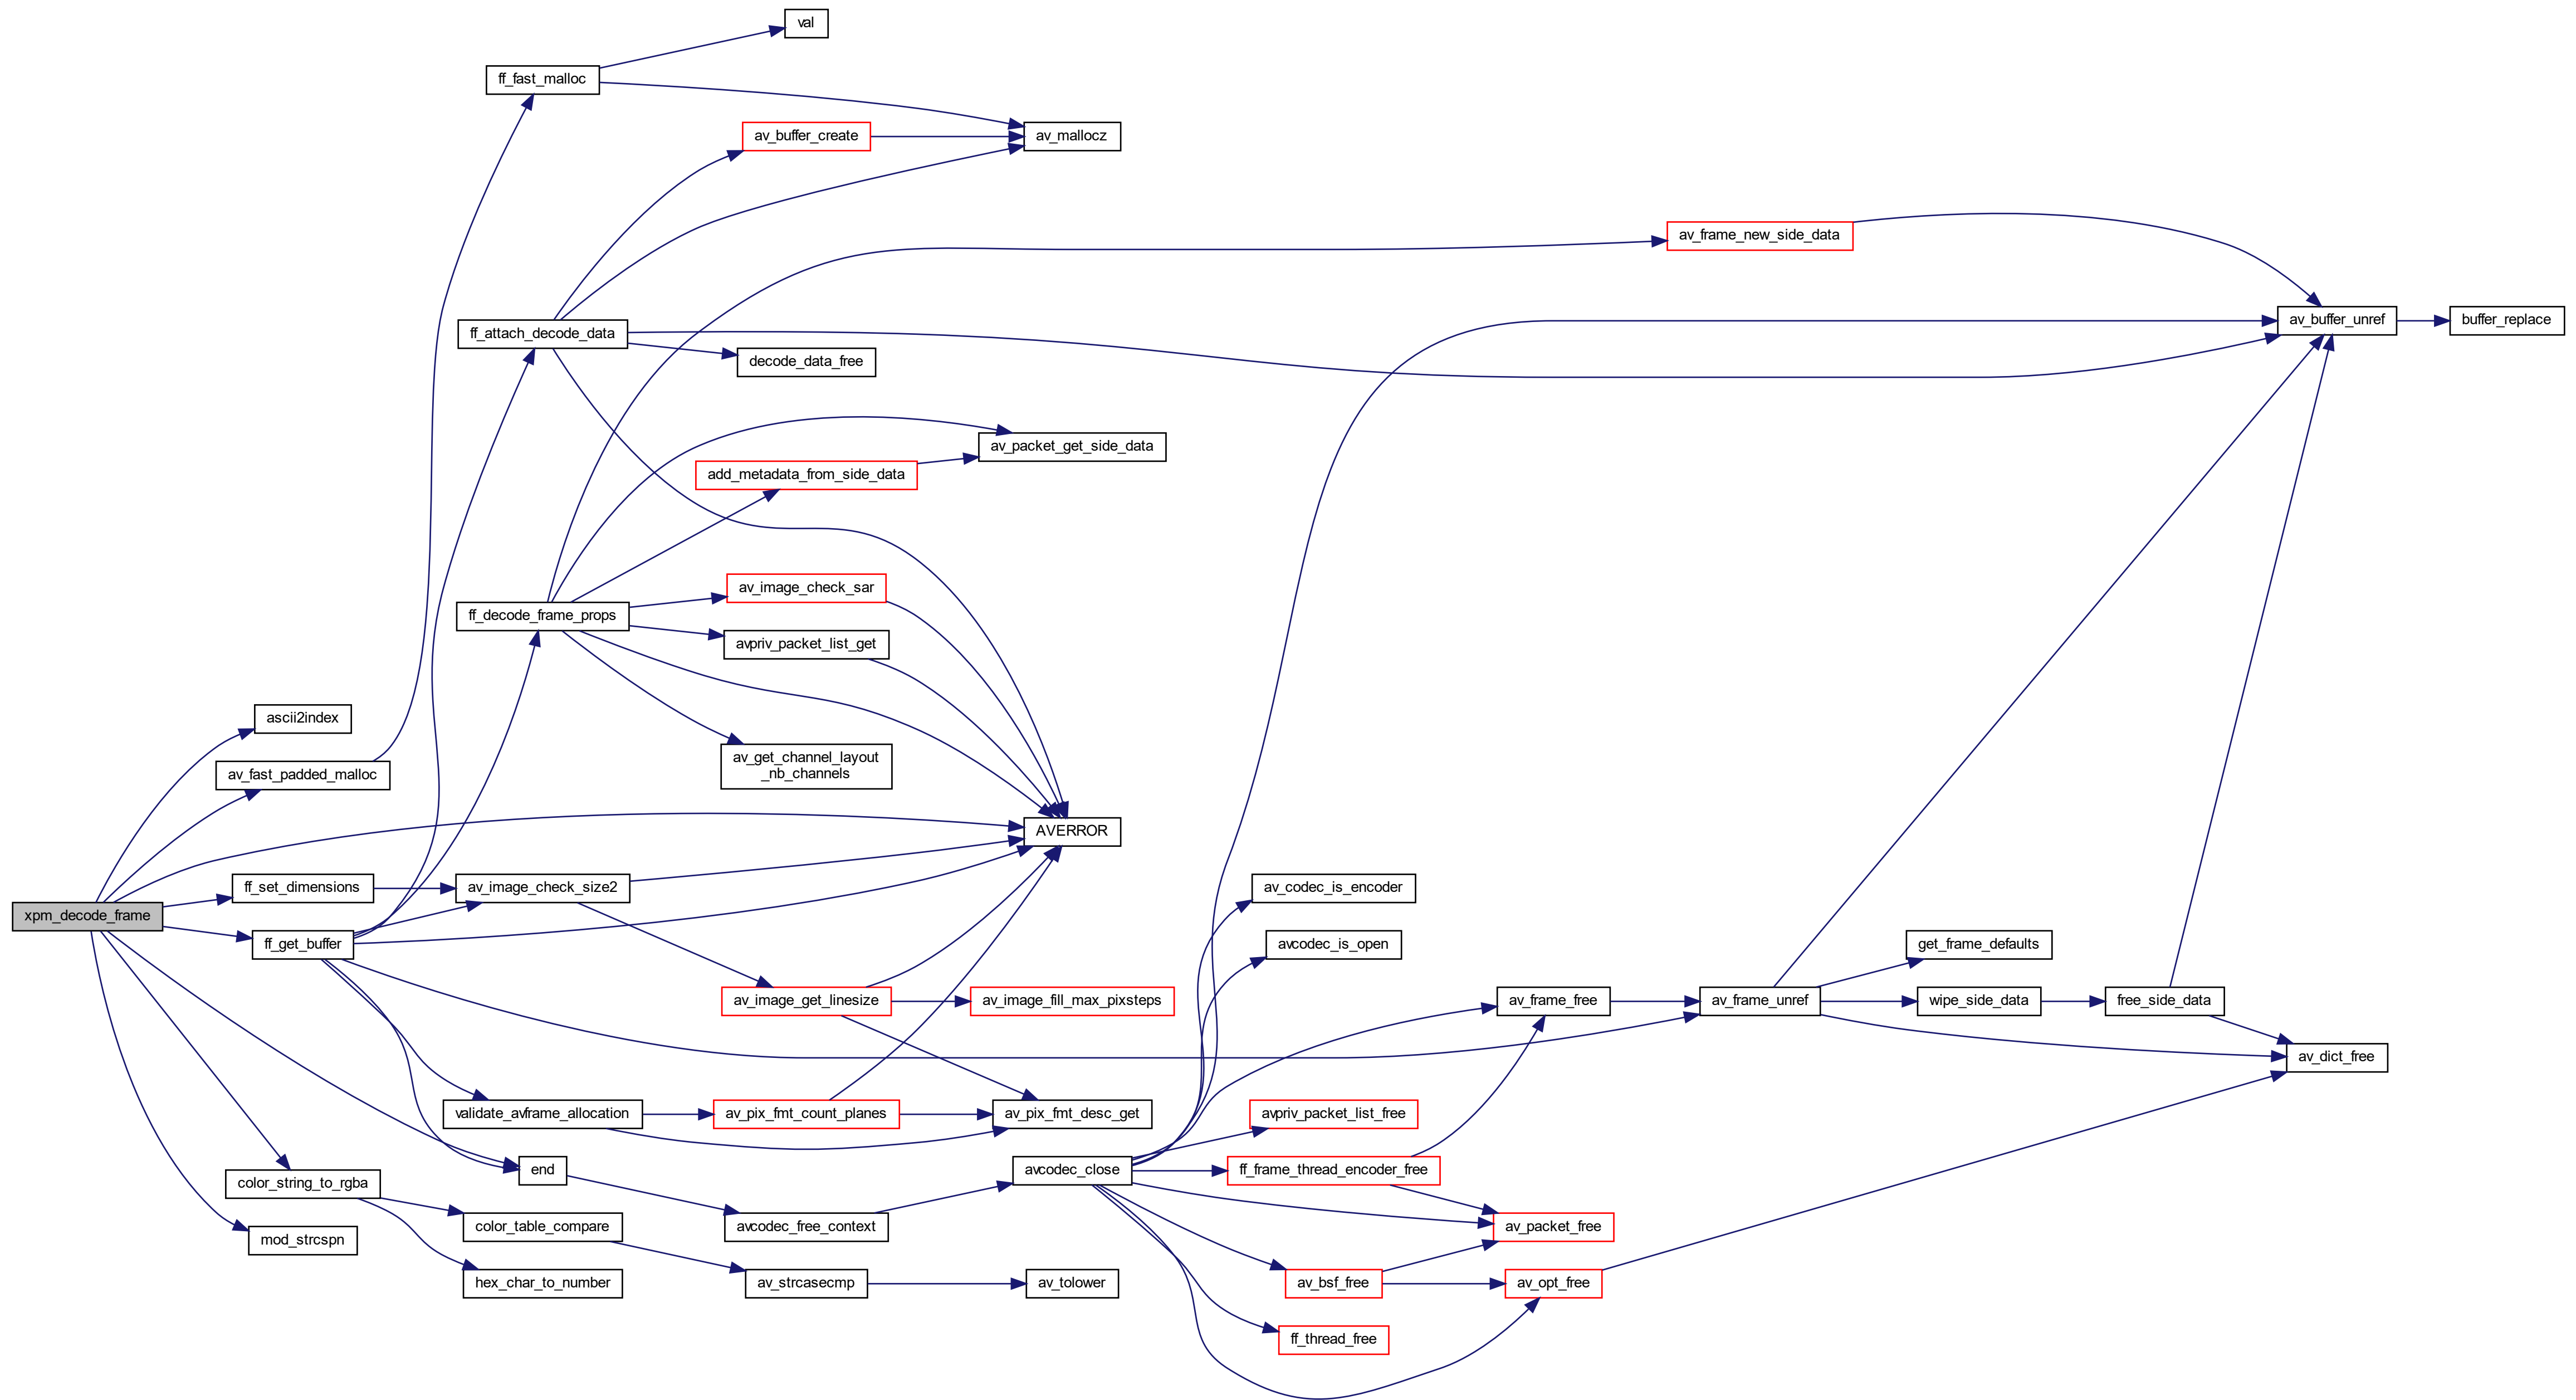 val
ff_fast_malloc
av_buffer_create
av_mallocz
av_frame_new_side_data
ff_attach_decode_data
av_buffer_unref
buffer_replace
decode_data_free
av_packet_get_side_data
add_metadata_from_side_data
av_image_check_sar
ff_decode_frame_props
avpriv_packet_list_get
ascii2index
av_get_channel_layout
_nb_channels
av_fast_padded_malloc
AVERROR
ff_set_dimensions
av_image_check_size2
av_codec_is_encoder
xpm_decode_frame
ff_get_buffer
avcodec_is_open
get_frame_defaults
av_image_get_linesize
av_image_fill_max_pixsteps
av_frame_free
av_frame_unref
wipe_side_data
free_side_data
av_dict_free
validate_avframe_allocation
av_pix_fmt_count_planes
av_pix_fmt_desc_get
avpriv_packet_list_free
end
avcodec_close
ff_frame_thread_encoder_free
color_string_to_rgba
color_table_compare
avcodec_free_context
av_packet_free
mod_strcspn
hex_char_to_number
av_strcasecmp
av_tolower
av_bsf_free
av_opt_free
ff_thread_free